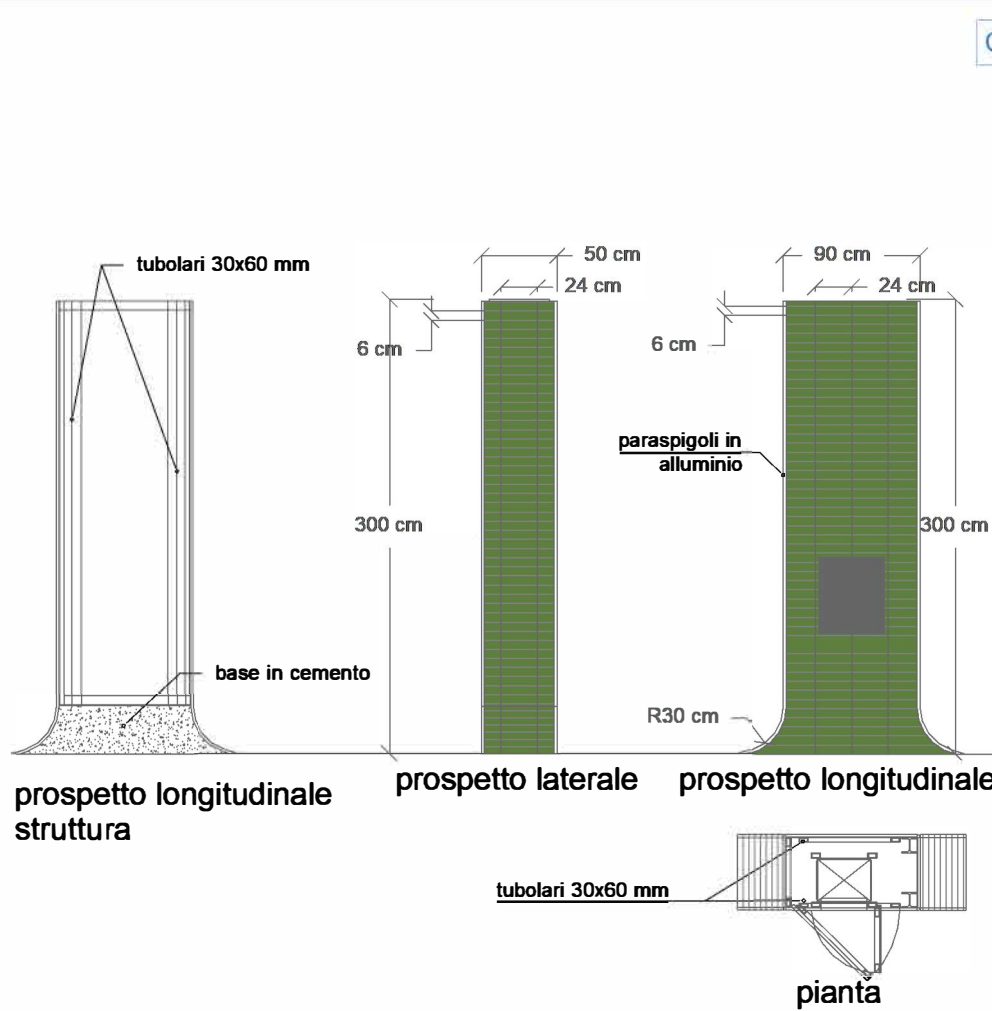 tubolari 30x60 mm
50 cm
24 cm
6 cm
90 cm
24 cm
6 cm
paraspigoli in
alluminio
300 cm
300 cm
base in cemento
R30 cm
prospetto longitudinale
struttura
prospetto laterale
prospetto longitudinale
tubolari 30x60 mm
pianta